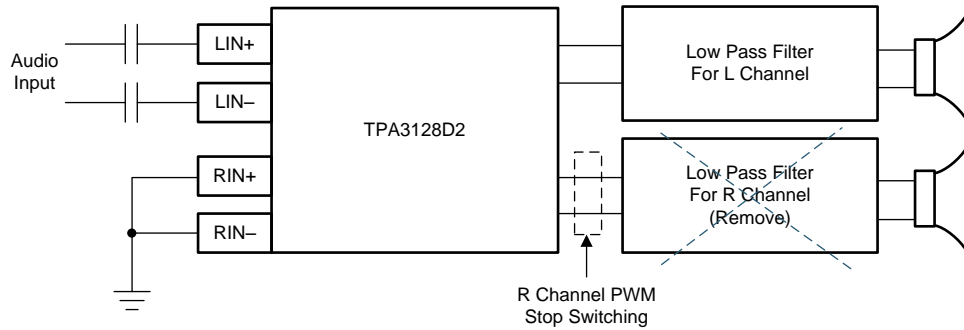 Audio
Input
LIN+
LIN–
RIN+
RIN–
TPA3128D2
Low Pass Filter
For L Channel
Low Pass Filter
For R Channel
(Remove)
R Channel PWM
Stop Switching